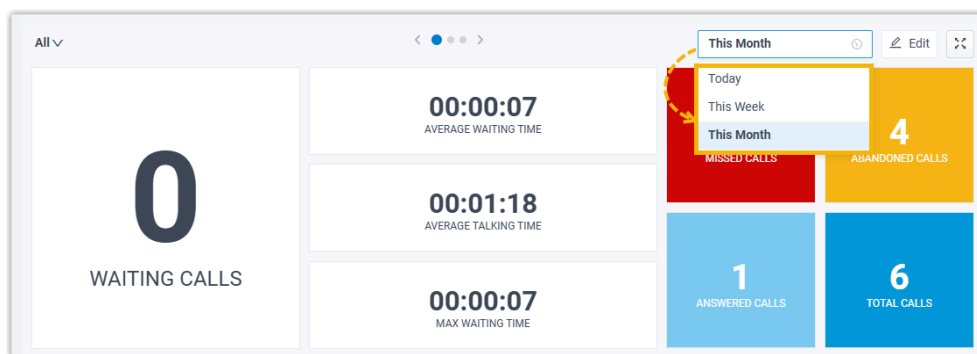 All
This Month
Edit
Today
This Week
This Month
0
WAITING CALLS
00:00:07
AVERAGE WAITING TIME
00:01:18
AVERAGE TALKING TIME
00:00:07
MAX WAITING TIME
MISSED CALLS
4
ABANDONED CALLS
1
ANSWERED CALLS
6
TOTAL CALLS